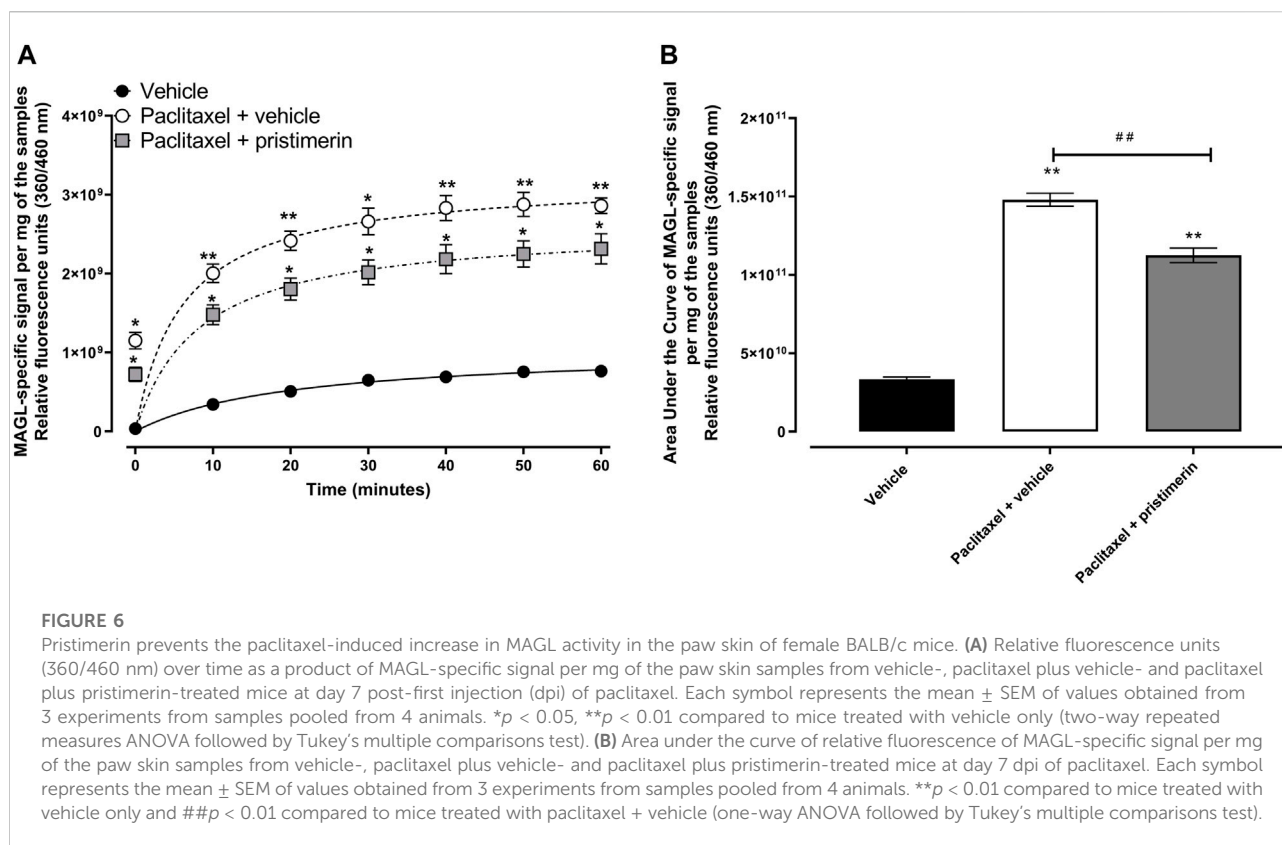 A
Vehicle
Paclitaxel + vehicle
Paclitaxel + pristimerin
MAGL-specific signal per mg of the samples
Relative fluorescence units (360/460 nm)
4×10⁹
3×10⁹
2×10⁹
1×10⁹
0
* ** ** * ** ** **
* * * * * * *
0 10 20 30 40 50 60
Time (minutes)
B
Area Under the Curve of MAGL-specific signal
per mg of the samples
Relative fluorescence units (360/460 nm)
2×10¹¹
1.5×10¹¹
1×10¹¹
5×10¹⁰
0
##
**
**
Vehicle
Paclitaxel + vehicle
Paclitaxel + pristimerin
FIGURE 6
Pristimerin prevents the paclitaxel-induced increase in MAGL activity in the paw skin of female BALB/c mice. (A) Relative fluorescence units
(360/460 nm) over time as a product of MAGL-specific signal per mg of the paw skin samples from vehicle-, paclitaxel plus vehicle- and paclitaxel
plus pristimerin-treated mice at day 7 post-first injection (dpi) of paclitaxel. Each symbol represents the mean ± SEM of values obtained from
3 experiments from samples pooled from 4 animals. *p < 0.05, **p < 0.01 compared to mice treated with vehicle only (two-way repeated
measures ANOVA followed by Tukey's multiple comparisons test). (B) Area under the curve of relative fluorescence of MAGL-specific signal per mg
of the paw skin samples from vehicle-, paclitaxel plus vehicle- and paclitaxel plus pristimerin-treated mice at day 7 dpi of paclitaxel. Each symbol
represents the mean ± SEM of values obtained from 3 experiments from samples pooled from 4 animals. **p < 0.01 compared to mice treated with
vehicle only and ##p < 0.01 compared to mice treated with paclitaxel + vehicle (one-way ANOVA followed by Tukey's multiple comparisons test).